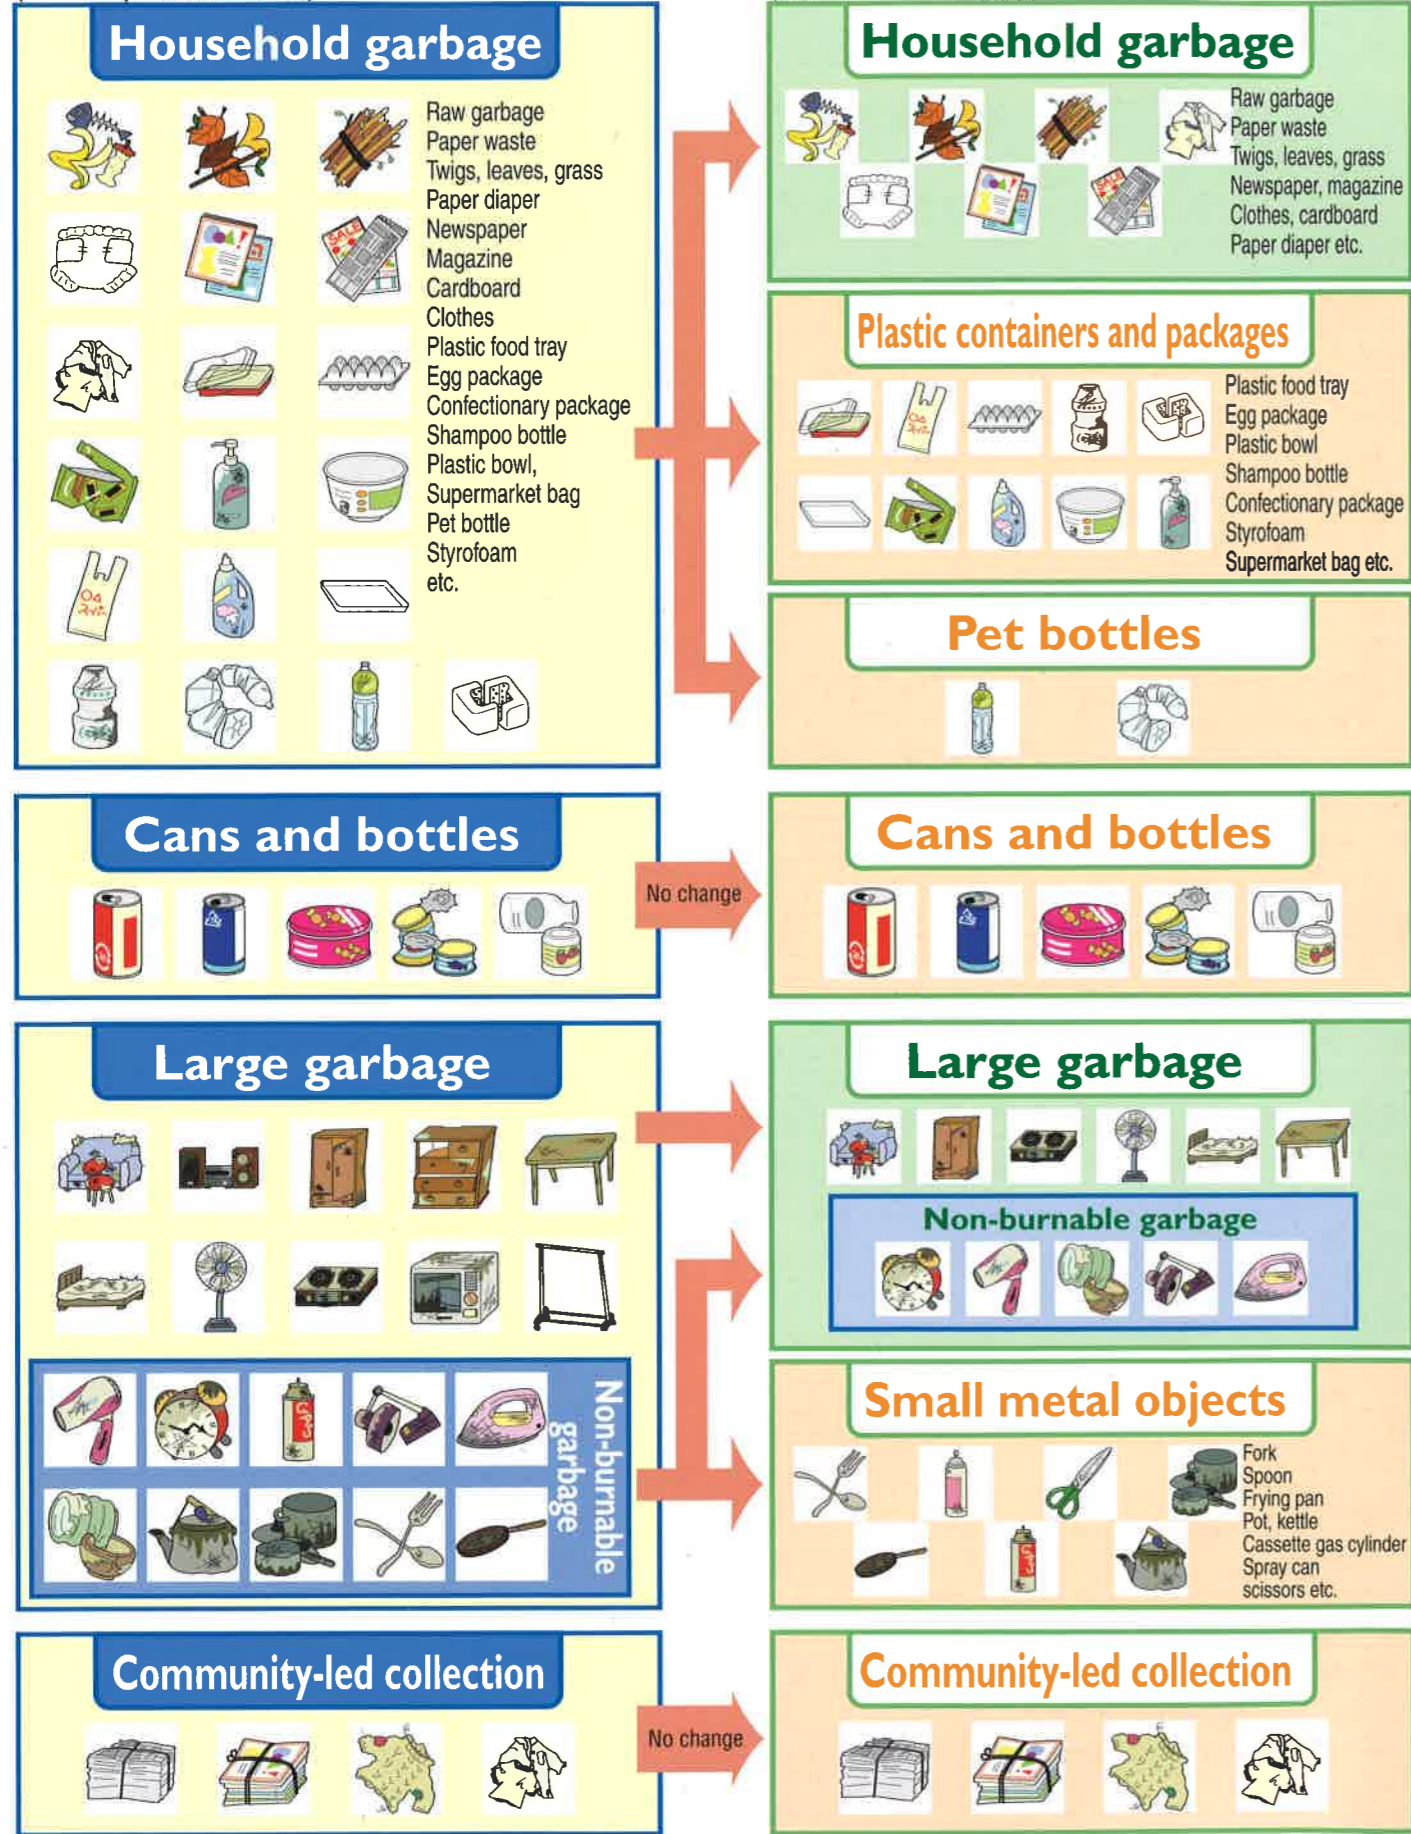 Household garbage
Raw garbage
Paper waste
Twigs, leaves, grass
Paper diaper
Newspaper
Magazine
Cardboard
Clothes
Plastic food tray
Egg package
Confectionary package
Shampoo bottle
Plastic bowl,
Supermarket bag
Pet bottle
Styrofoam
etc.
Household garbage
Raw garbage
Paper waste
Twigs, leaves, grass
Newspaper, magazine
Clothes, cardboard
Paper diaper etc.
Plastic containers and packages
Plastic food tray
Egg package
Plastic bowl
Shampoo bottle
Confectionary package
Styrofoam
Supermarket bag etc.
Pet bottles
Cans and bottles
No change
Cans and bottles
Large garbage
Non-burnable
garbage
Large garbage
Non-burnable garbage
Small metal objects
Fork
Spoon
Frying pan
Pot, kettle
Cassette gas cylinder
Spray can
scissors etc.
Community-led collection
No change
Community-led collection
SALE
SALE